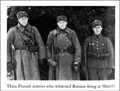 Three Finnish sentries who witnessed Russian firing at Mainila